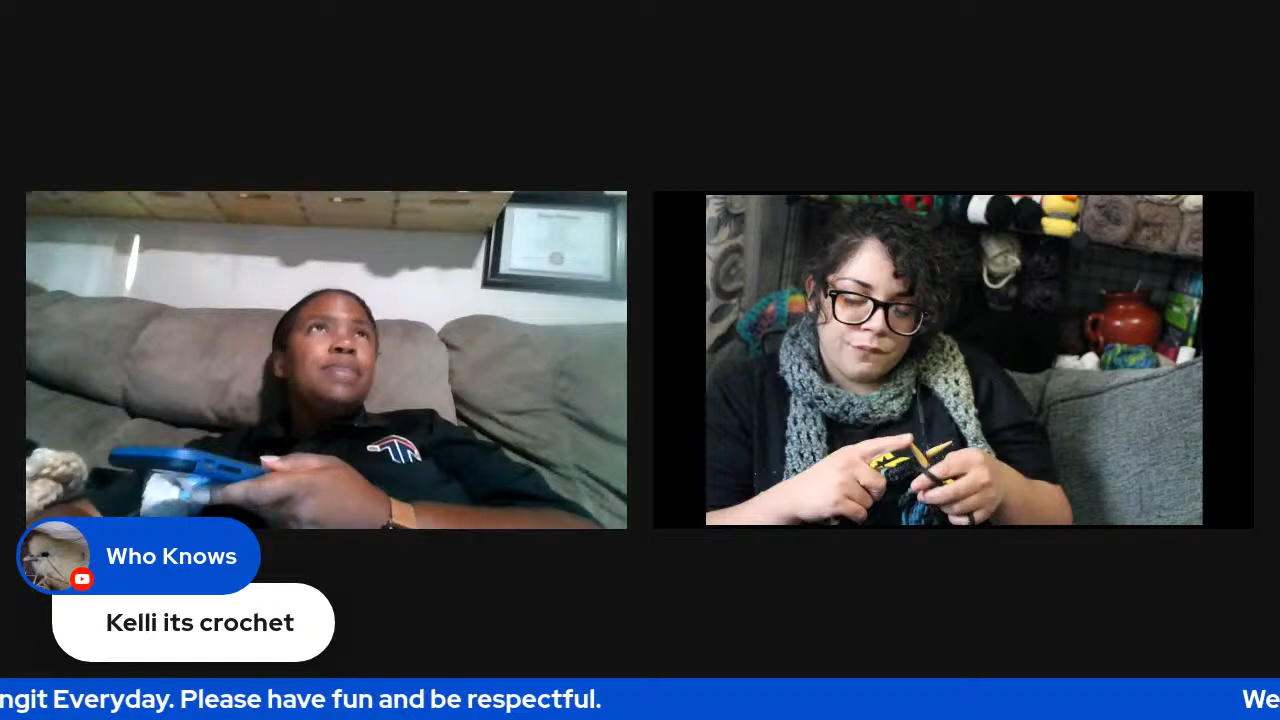 Who Knows
Kelli its crochet
ngit Everyday. Please have fun and be respectful.
We